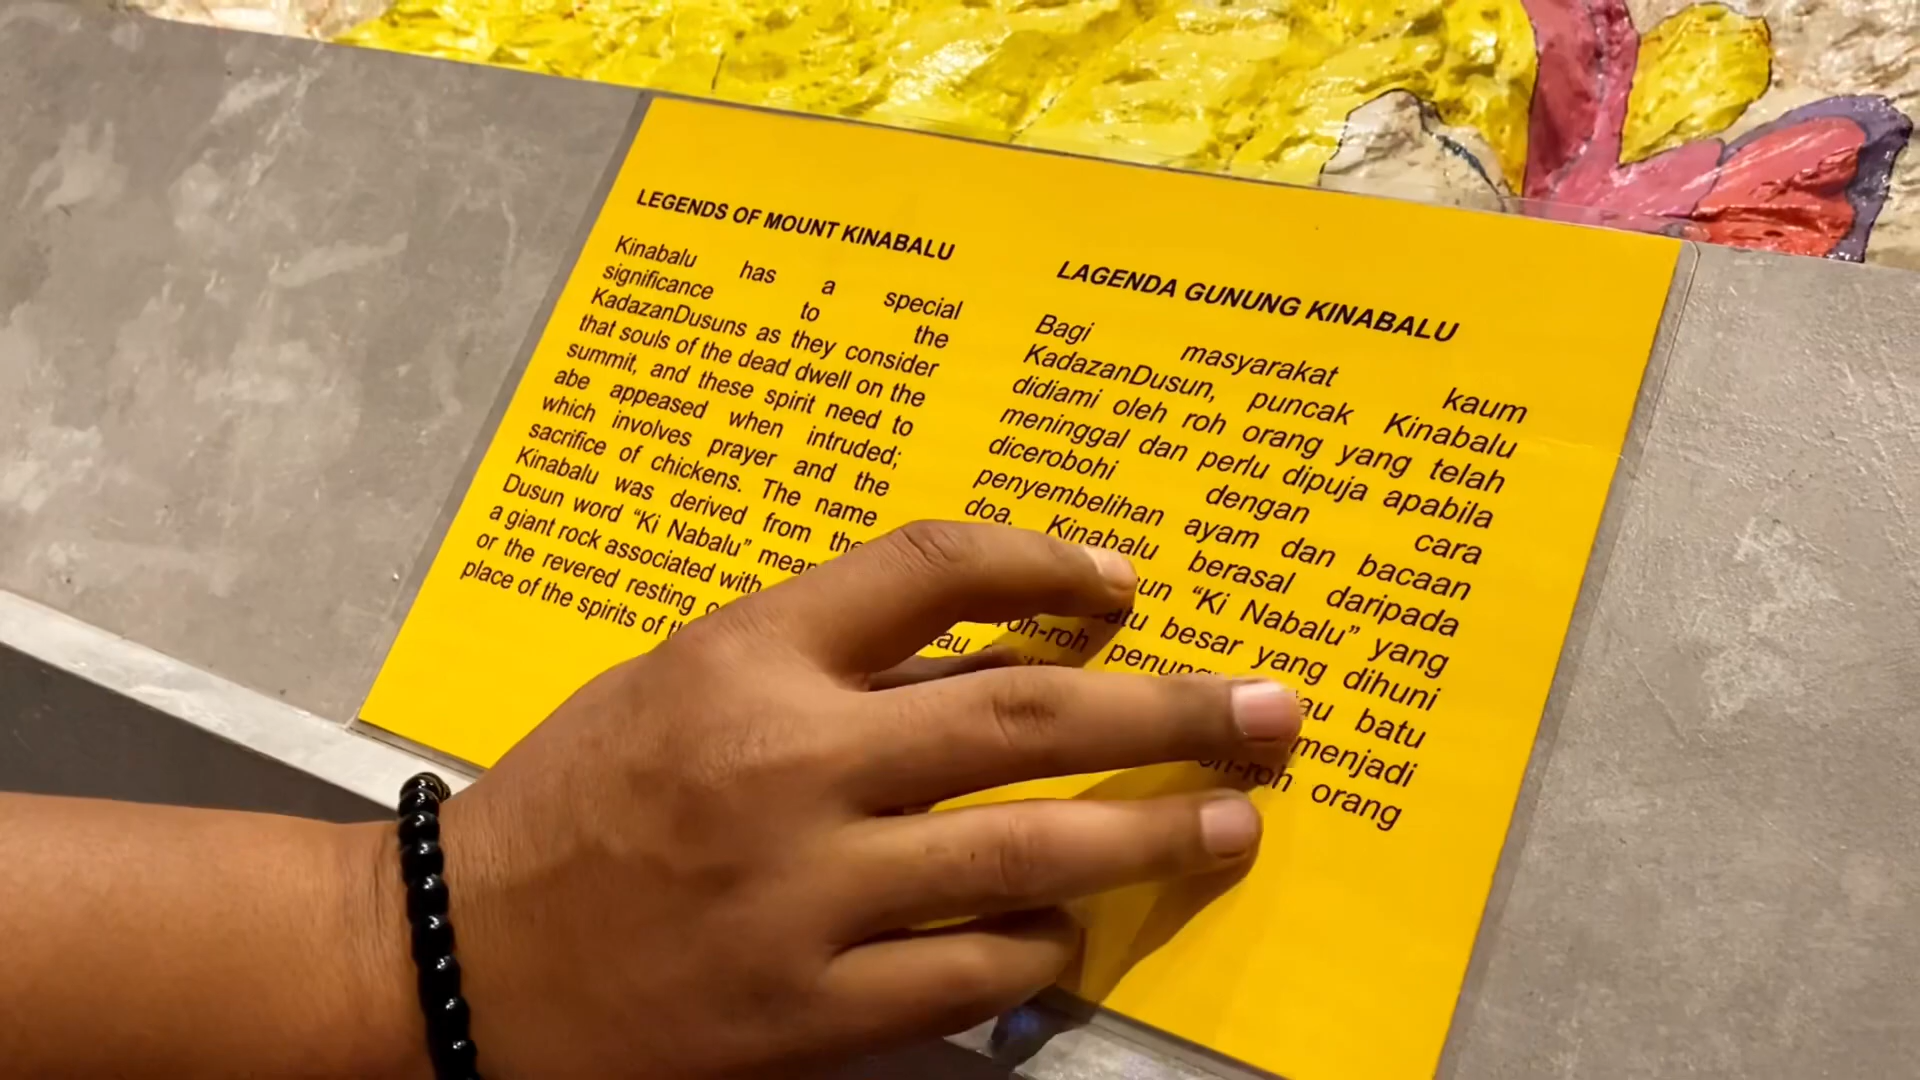 LEGENDS OF MOUNT KINABALU
Kinabalu has a special
significance to the
KadazanDusuns as they consider
that souls of the dead dwell on the
summit, and these spirit need to
abe appeased when intruded;
which involves prayer and the
sacrifice of chickens. The name
Kinabalu was derived from the
Dusun word “Ki Nabalu”
a giant rock associated with
or the revered resting
place of the spirits of
LAGENDA GUNUNG KINABALU
Bagi masyarakat kaum
KadazanDusun, puncak Kinabalu
didiami oleh roh orang yang telah
meninggal dan perlu dipuja apabila
dicerobohi dengan cara
penyembelihan ayam dan bacaan
doa. Kinabalu berasal daripada
“Ki Nabalu” yang
besar yang dihuni
roh-roh batu
menjadi
orang